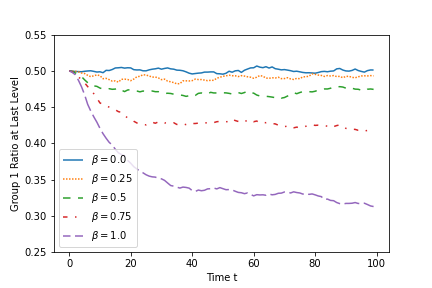 0.55
0.50
0.45
0.40
0.35
0.30
0.25
Group 1 Ratio at Last Level
β = 0.0
β = 0.25
β = 0.5
β = 0.75
β = 1.0
0 20 40 60 80 100
Time t